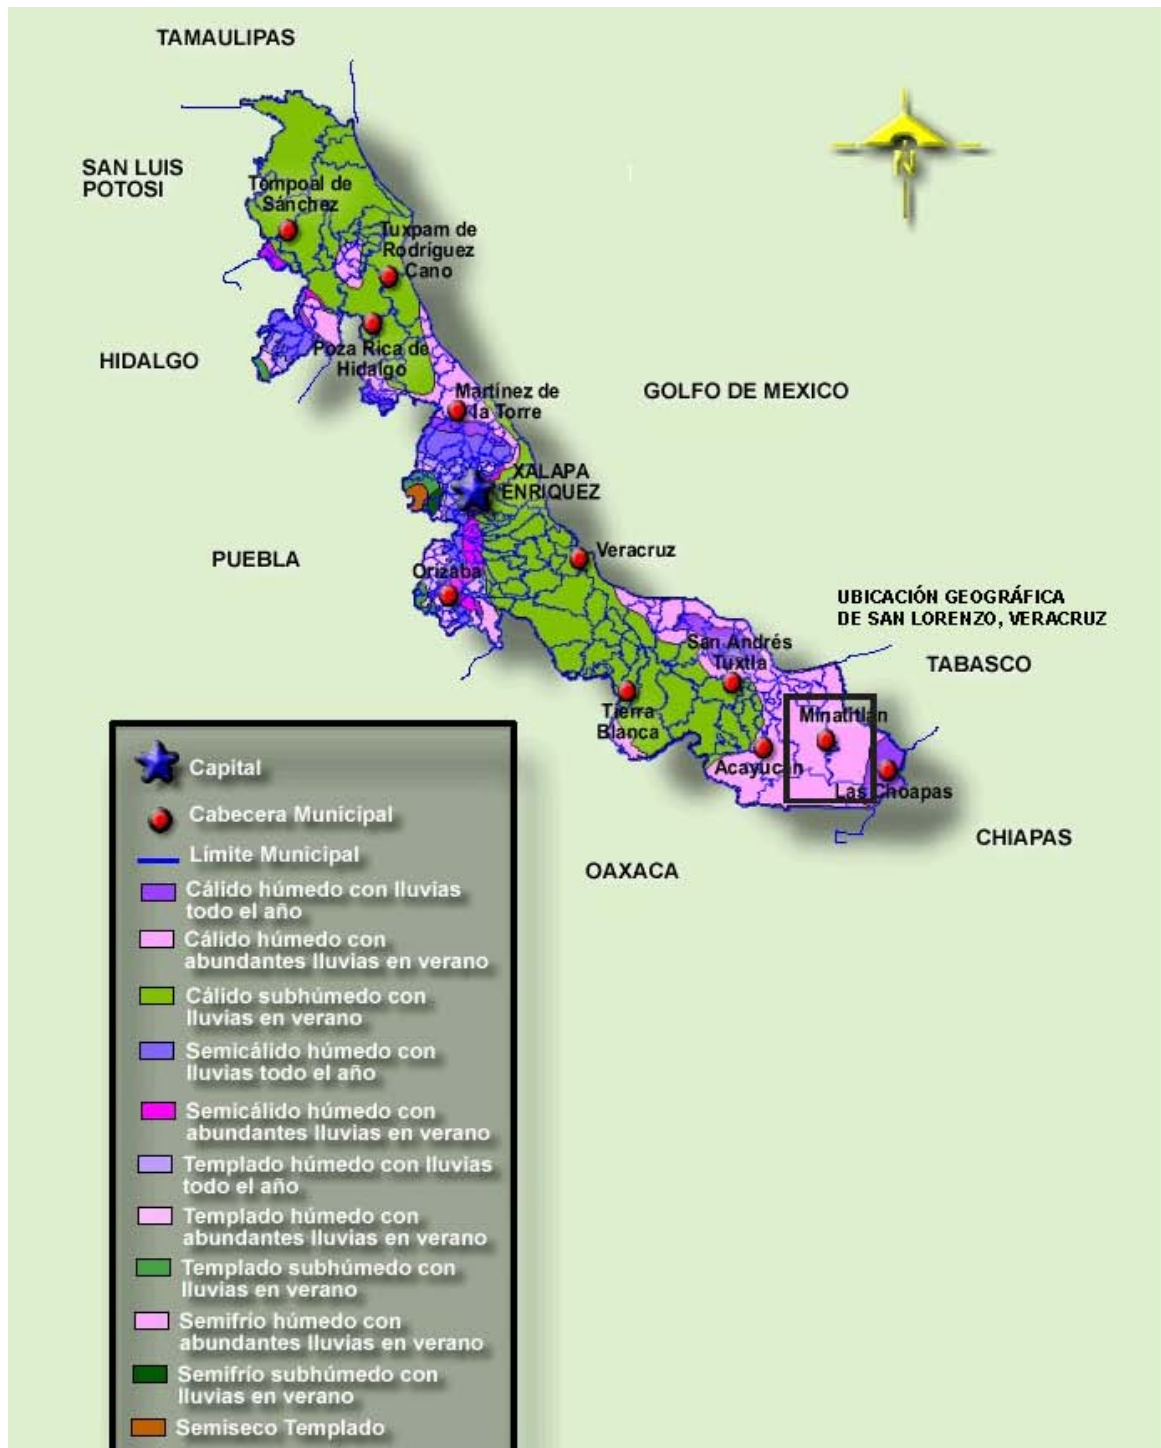 TAMAULIPAS
SAN LUIS
POTOSI
Tempoal de
Sánchez
Tuxpam de
Rodríguez
Cano
N
HIDALGO
Poza Rica de
Hidalgo
Martínez de
la Torre
GOLFO DE MEXICO
XALAPA
ENRIQUEZ
PUEBLA
Orizaba
Veracruz
UBICACIÓN GEOGRÁFICA
DE SAN LORENZO, VERACRUZ
San Andrés
Tuxtla
TABASCO
Tierra
Blanca
Minatitlán
Acayucan
Las Choapas
CHIAPAS
OAXACA
Capital
Cabecera Municipal
Límite Municipal
Cálido húmedo con lluvias
todo el año
Cálido húmedo con
abundantes lluvias en verano
Cálido subhúmedo con
lluvias en verano
Semicálido húmedo con
lluvias todo el año
Semicálido húmedo con
abundantes lluvias en verano
Templado húmedo con lluvias
todo el año
Templado húmedo con
abundantes lluvias en verano
Templado subhúmedo con
lluvias en verano
Semifrío húmedo con
abundantes lluvias en verano
Semifrío subhúmedo con
lluvias en verano
Semiseco Templado